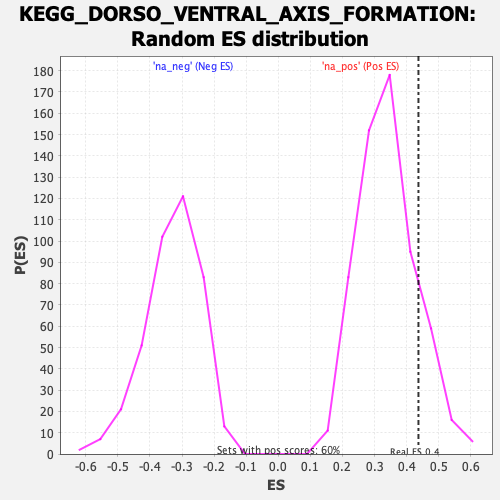 KEGG_DORSO_VENTRAL_AXIS_FORMATION:
Random ES distribution
'na_neg' (Neg ES)
'na_pos' (Pos ES)
180
170
160
150
140
130
120
110
100
90
80
70
60
50
40
30
20
10
0
P(ES)
Sets with pos scores: 60%
Real ES 0.4
-0.6 -0.5 -0.4 -0.3 -0.2 -0.1 0.0 0.1 0.2 0.3 0.4 0.5 0.6
ES